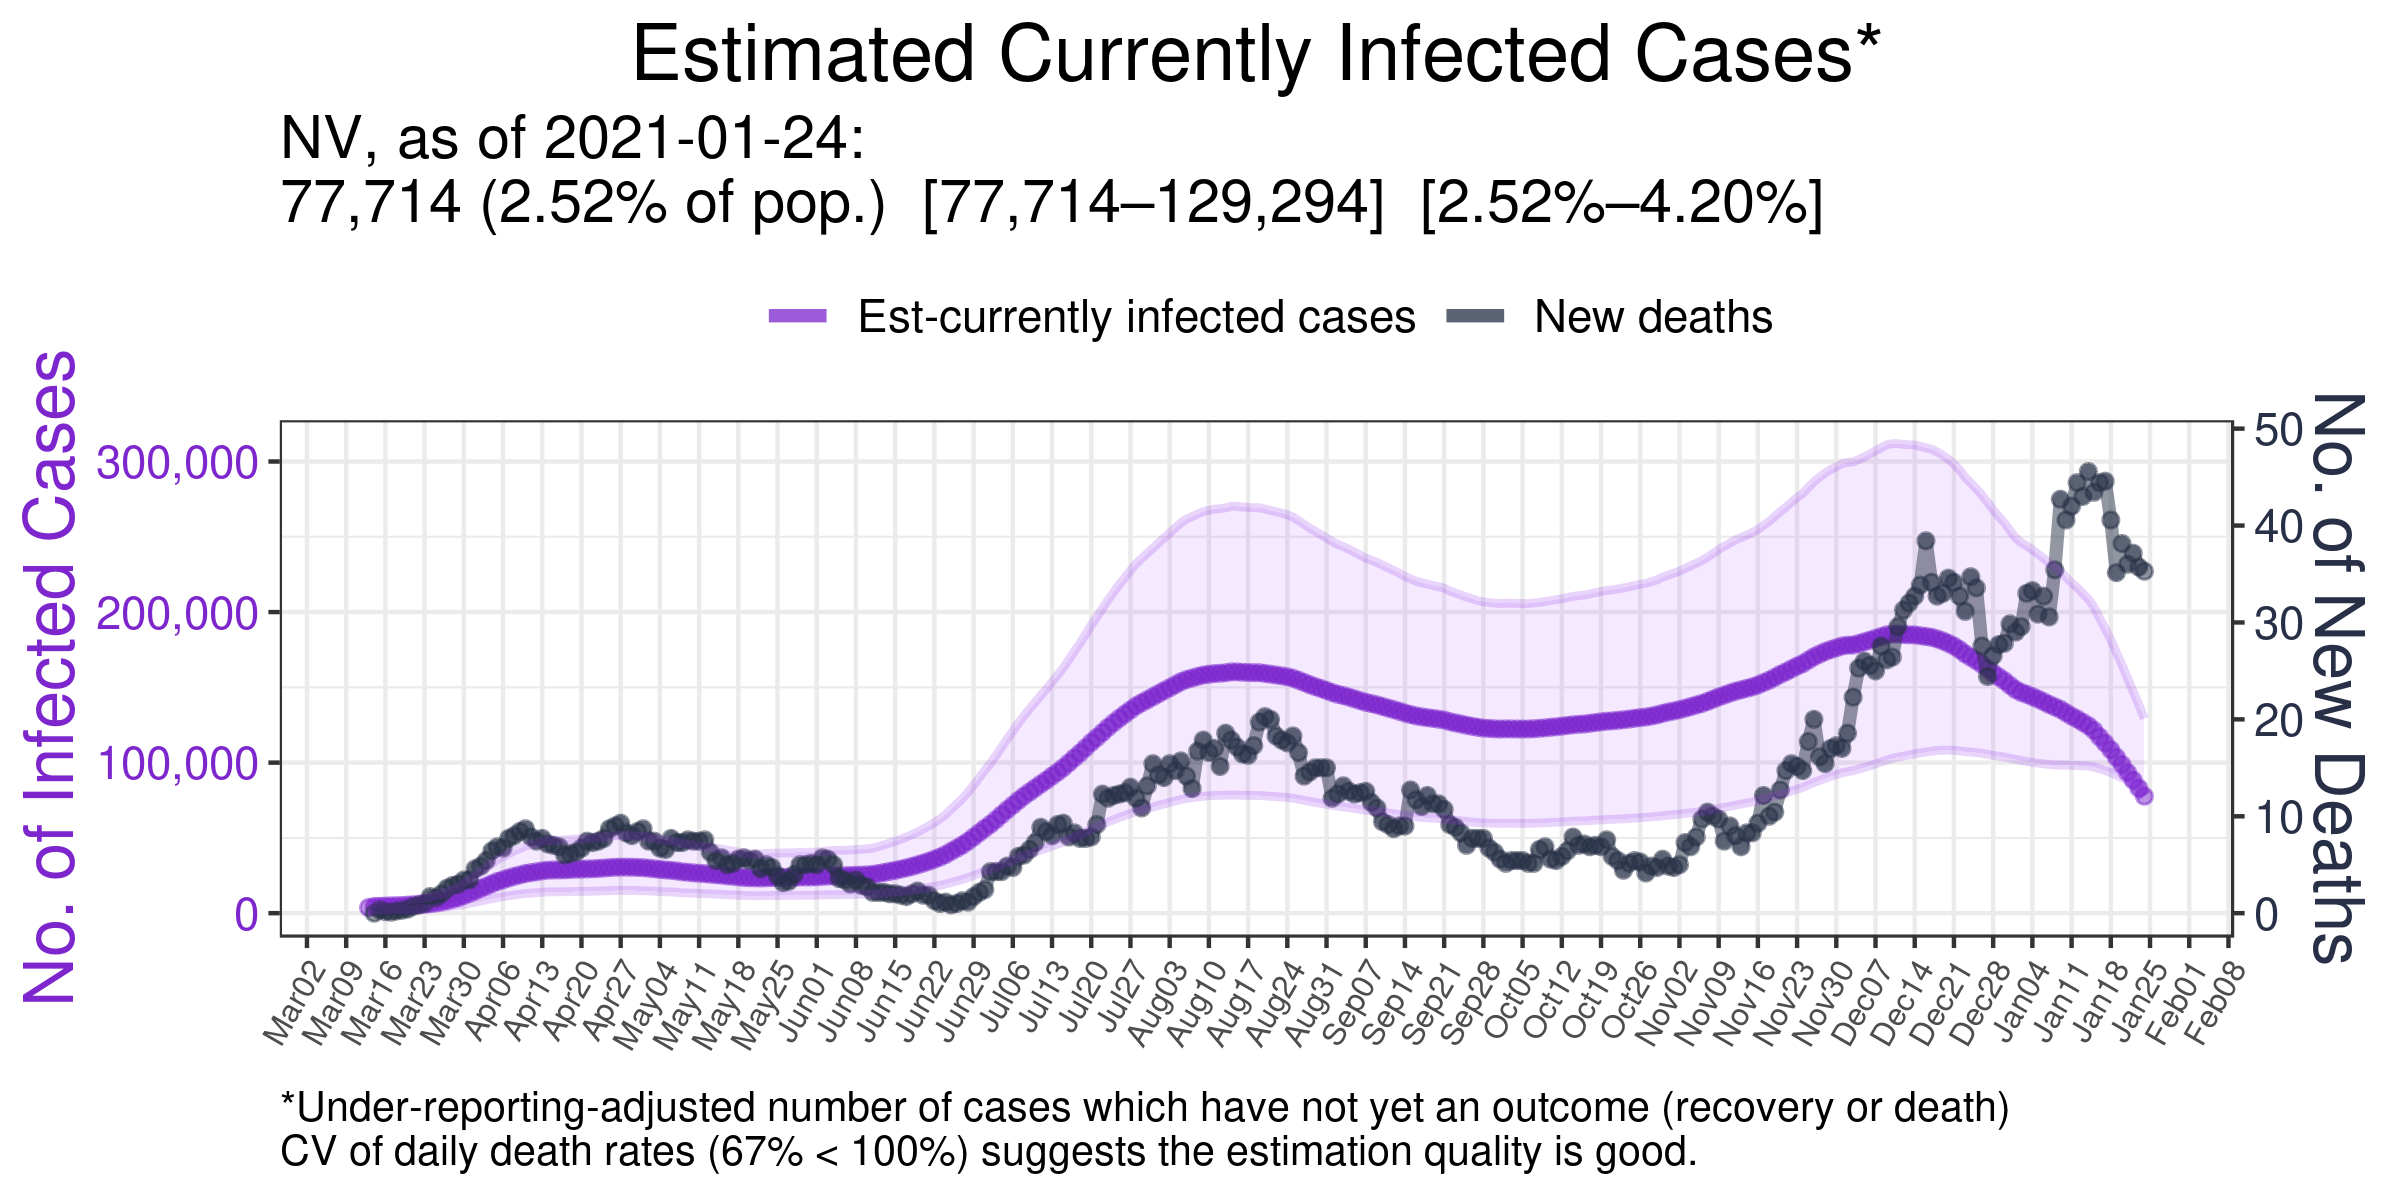 Estimated Currently Infected Cases*
NV, as of 2021-01-24:
77,714 (2.52% of pop.) [77,714–129,294] [2.52%–4.20%]
Est-currently infected cases
New deaths
No. of Infected Cases
300,000
200,000
100,000
0
50
40
30
20
10
0
No. of New Deaths
Mar02
Mar09
Mar16
Mar23
Mar30
Apr06
Apr13
Apr20
Apr27
May04
May11
May18
May25
Jun01
Jun08
Jun15
Jun22
Jun29
Jul06
Jul13
Jul20
Jul27
Aug03
Aug10
Aug17
Aug24
Aug31
Sep07
Sep14
Sep21
Sep28
Oct05
Oct12
Oct19
Oct26
Nov02
Nov09
Nov16
Nov23
Nov30
Dec07
Dec14
Dec21
Dec28
Jan04
Jan11
Jan18
Jan25
Feb01
Feb08
*Under-reporting-adjusted number of cases which have not yet an outcome (recovery or death)
CV of daily death rates (67% < 100%) suggests the estimation quality is good.